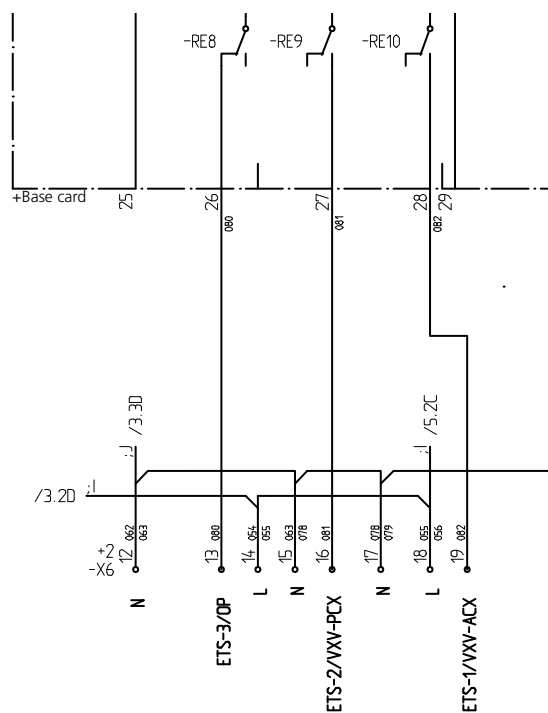 -RE8
-RE9
-RE10
+Base card
25
26
27
28
29
080
081
082
/3.3D
/5.2C
;J
;I
/3.2D
;I
062
063
080
054
055
063
078
081
078
079
055
056
082
+2
-X6
12
13
14
15
16
17
18
19
N
ETS-3/DP
L
N
ETS-2/VXV-PCX
N
L
ETS-1/VXV-ACX